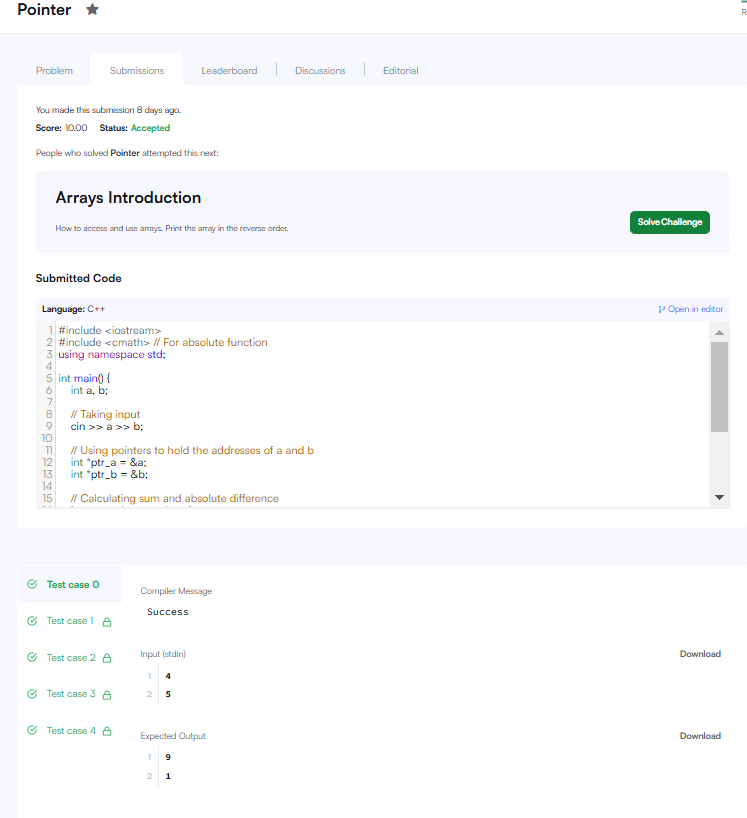 Pointer
R
Problem
Submissions
Leaderboard
Discussions
Editorial
You made this submission 8 days ago.
Score: 10.00 Status: Accepted
People who solved Pointer attempted this next:
Arrays Introduction
How to access and use arrays. Print the array in the reverse order.
Solve Challenge
Submitted Code
Language: C++
Open in editor
1 #include <iostream>
2 #include <cmath> // For absolute function
3 using namespace std;
4
5 int main() {
6 int a, b;
7
8 // Taking input
9 cin >> a >> b;
10
11 // Using pointers to hold the addresses of a and b
12 int *ptr_a = &a;
13 int *ptr_b = &b;
14
15 // Calculating sum and absolute difference
Test case 0
Test case 1
Test case 2
Test case 3
Test case 4
Compiler Message
Success
Input (stdin)
Download
1 4
2 5
Expected Output
Download
1 9
2 1